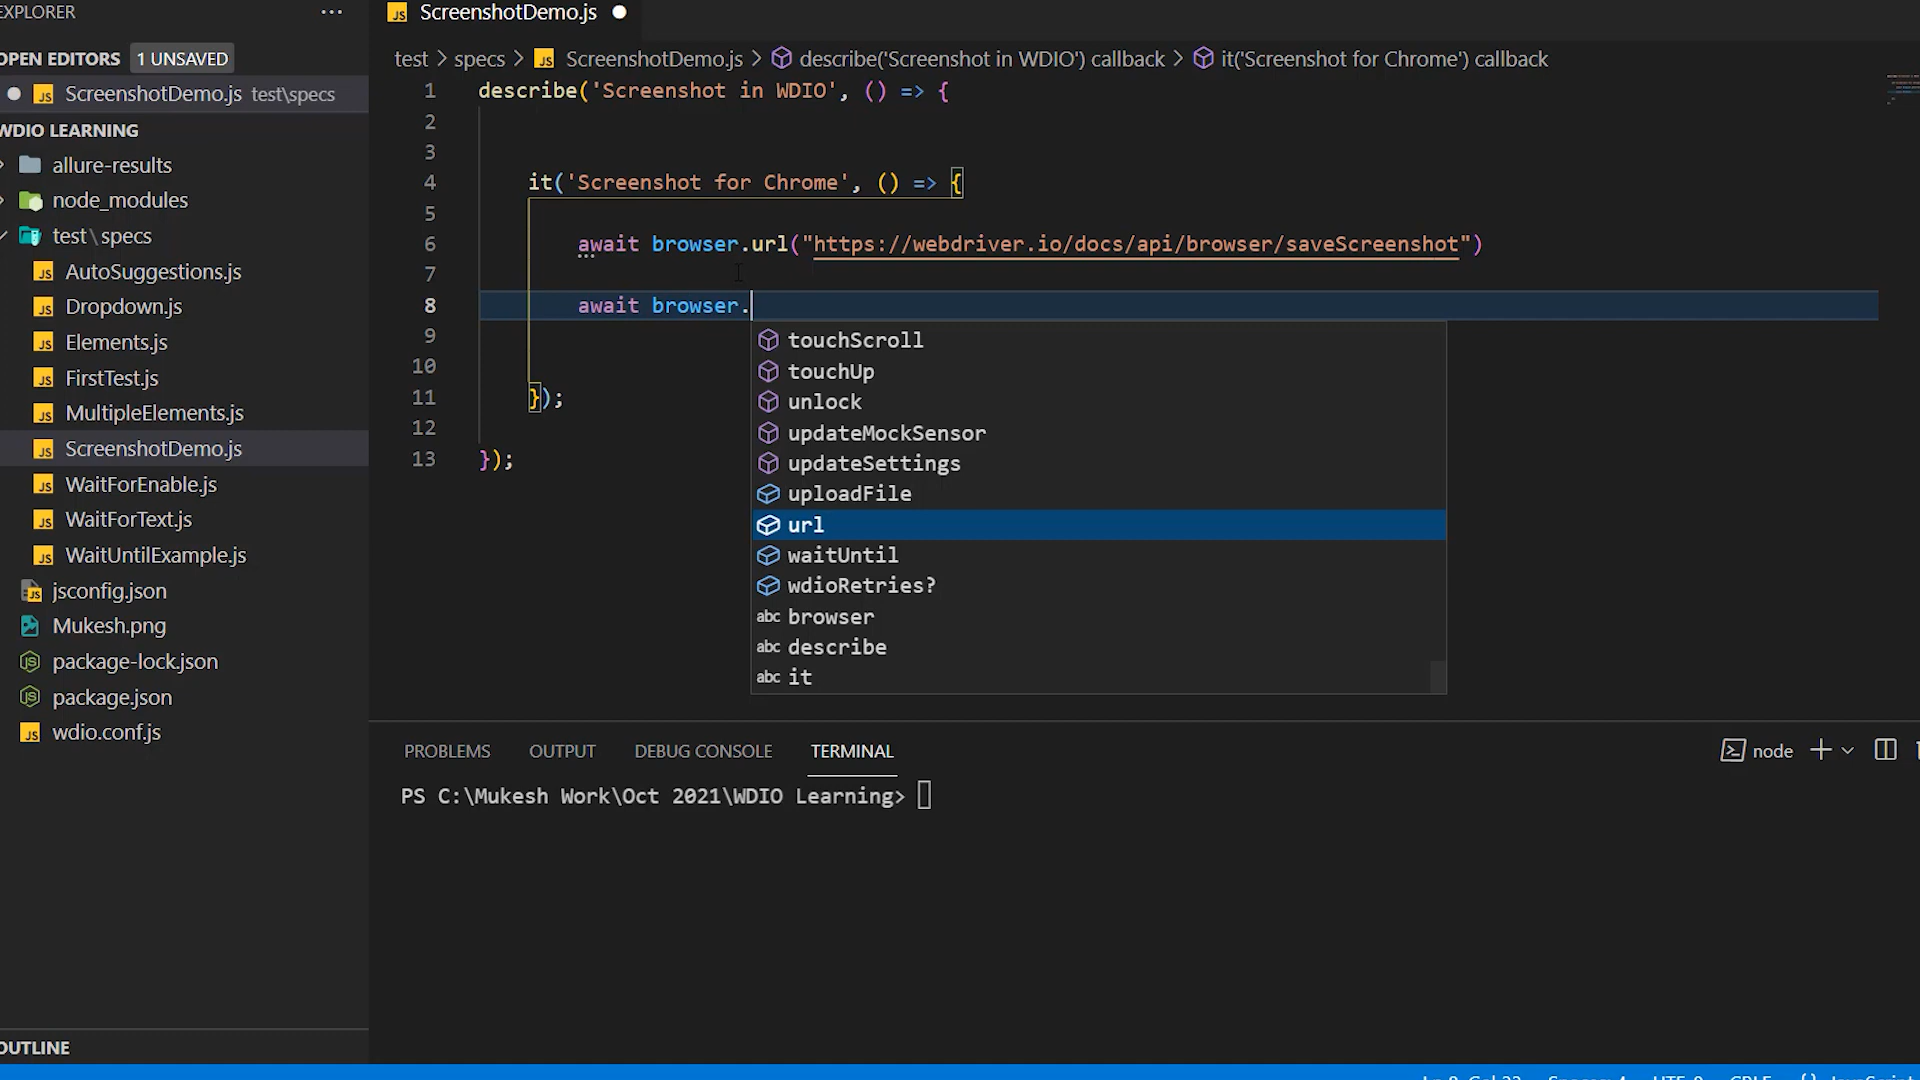 EXPLORER
ScreenshotDemo.js
OPEN EDITORS 1 UNSAVED
ScreenshotDemo.js test\specs
WDIO LEARNING
allure-results
node_modules
test\specs
AutoSuggestions.js
Dropdown.js
Elements.js
FirstTest.js
MultipleElements.js
ScreenshotDemo.js
WaitForEnable.js
WaitForText.js
WaitUntilExample.js
jsconfig.json
Mukesh.png
package-lock.json
package.json
wdio.conf.js
OUTLINE
test > specs > ScreenshotDemo.js > describe('Screenshot in WDIO') callback > it('Screenshot for Chrome') callback
1 describe('Screenshot in WDIO', () => {
2
3
4 it('Screenshot for Chrome', () => {
5
6 await browser.url("https://webdriver.io/docs/api/browser/saveScreenshot")
7
8 await browser.
9
10
11 });
12
13 });
touchScroll
touchUp
unlock
updateMockSensor
updateSettings
uploadFile
url
waitUntil
wdioRetries?
abc browser
abc describe
abc it
PROBLEMS OUTPUT DEBUG CONSOLE TERMINAL
node
PS C:\Mukesh Work\Oct 2021\WDIO Learning>